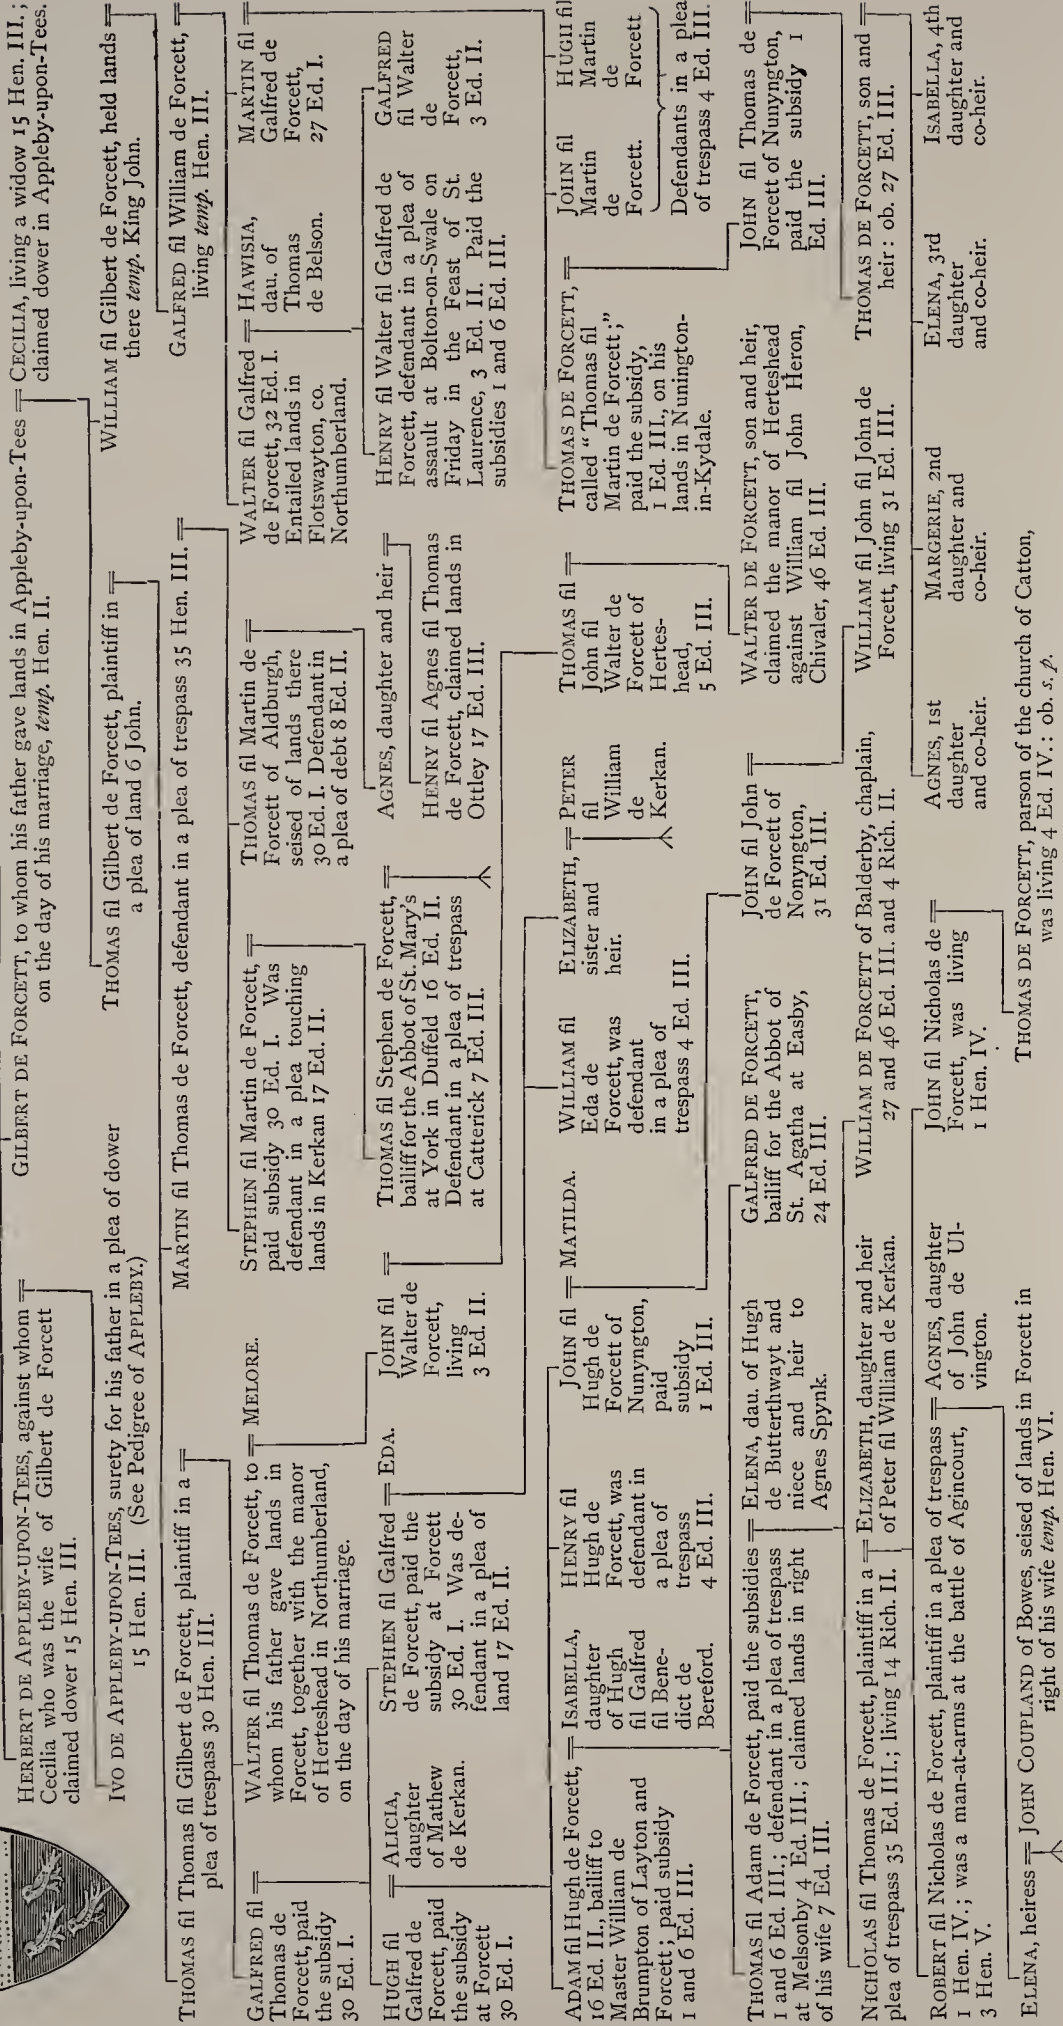 HERBERT DE APPLEBY-UPON-TEES, against whom
Cecilia who was the wife of Gilbert de Forcett
claimed dower 15 Hen. III.
GILBERT DE FORCETT, to whom his father gave lands in Appleby-upon-Tees
on the day of his marriage, temp. Hen. II.
CECILIA, living a widow 15 Hen. III.;
claimed dower in Appleby-upon-Tees.
IVO DE APPLEBY-UPON-TEES, surety for his father in a plea of dower
15 Hen. III. (See Pedigree of APPLEBY.)
THOMAS fil Gilbert de Forcett, plaintiff in
a plea of land 6 John.
WILLIAM fil Gilbert de Forcett, held lands
there temp. King John.
THOMAS fil Thomas fil Gilbert de Forcett, plaintiff in a
plea of trespass 30 Hen. III.
MARTIN fil Thomas de Forcett, defendant in a plea of trespass 35 Hen. III.
GALFRED fil William de Forcett,
living temp. Hen. III.
GALFRED fil
Thomas de
Forcett, paid
the subsidy
30 Ed. I.
WALTER fil Thomas de Forcett, to
whom his father gave lands in
Forcett, together with the manor
of Herteshead in Northumberland,
on the day of his marriage.
MELORE.
STEPHEN fil Martin de Forcett,
paid subsidy 30 Ed. I. Was
defendant in a plea touching
lands in Kerkan 17 Ed. II.
THOMAS fil Martin de
Forcett of Aldburgh,
seised of lands there
30 Ed. I. Defendant in
a plea of debt 8 Ed. II.
WALTER fil Galfred
de Forcett, 32 Ed. I.
Entailed lands in
Flotswayton, co.
Northumberland.
HAWISIA,
dau. of
Thomas
de Belson.
MARTIN fil
Galfred de
Forcett,
27 Ed. I.
HUGH fil
Galfred de
Forcett, paid
the subsidy
at Forcett
30 Ed. I.
ALICIA,
daughter
of Mathew
de Kerkan.
STEPHEN fil Galfred
de Forcett, paid the
subsidy at Forcett
30 Ed. I. Was de-
fendant in a plea of
land 17 Ed. II.
EDA.
JOHN fil
Walter de
Forcett,
living
3 Ed. II.
THOMAS fil Stephen de Forcett,
bailiff for the Abbot of St. Mary's
at York in Duffeld 16 Ed. II.
Defendant in a plea of trespass
at Catterick 7 Ed. III.
AGNES, daughter and heir
HENRY fil Agnes fil Thomas
de Forcett, claimed lands in
Ottley 17 Ed. III.
HENRY fil Walter fil Galfred de
Forcett, defendant in a plea of
assault at Bolton-on-Swale on
Friday in the Feast of St.
Laurence, 3 Ed. II. Paid the
subsidies 1 and 6 Ed. III.
GALFRED
fil Walter
de
Forcett,
3 Ed. II.
ADAM fil Hugh de Forcett,
16 Ed. II., bailiff to
Master William de
Brumpton of Layton and
Forcett; paid subsidy
1 and 6 Ed. III.
ISABELLA,
daughter
of Hugh
fil Galfred
fil Bene-
dict de
Bereford.
HENRY fil
Hugh de
Forcett, was
defendant in
a plea of
trespass
4 Ed. III.
JOHN fil
Hugh de
Forcett of
Nunyngton,
paid
subsidy
1 Ed. III.
MATILDA.
WILLIAM fil
Eda de
Forcett, was
defendant
in a plea of
trespass 4 Ed. III.
ELIZABETH,
sister and
heir.
PETER
fil
William
de
Kerkan.
THOMAS fil
John fil
Walter de
Forcett of
Hertes-
head,
5 Ed. III.
THOMAS DE FORCETT,
called "Thomas fil
Martin de Forcett;"
paid the subsidy,
1 Ed. III., on his
lands in Nunington-
in-Kydale.
JOHN fil
Martin
de
Forcett.
HUGH fil
Martin
de
Forcett
Defendants in a plea
of trespass 4 Ed. III.
THOMAS fil Adam de Forcett, paid the subsidies
1 and 6 Ed. III.; defendant in a plea of trespass
at Melsonby 4 Ed. III.; claimed lands in right
of his wife 7 Ed. III.
ELENA, dau. of Hugh
de Butterthwayt and
niece and heir to
Agnes Spynk.
GALFRED DE FORCETT,
bailiff for the Abbot of
St. Agatha at Easby,
24 Ed. III.
JOHN fil John
de Forcett of
Nonyngton,
31 Ed. III.
WALTER DE FORCETT, son and heir,
claimed the manor of Herteshead
against William fil John Heron,
Chivaler, 46 Ed. III.
JOHN fil Thomas de
Forcett of Nunyngton,
paid the subsidy 1
Ed. III.
NICHOLAS fil Thomas de Forcett, plaintiff in a
plea of trespass 35 Ed. III.; living 14 Rich. II.
ELIZABETH, daughter and heir
of Peter fil William de Kerkan.
WILLIAM DE FORCETT of Balderby, chaplain,
27 and 46 Ed. III. and 4 Rich. II.
WILLIAM fil John fil John de
Forcett, living 31 Ed. III.
THOMAS DE FORCETT, son and
heir: ob. 27 Ed. III.
ROBERT fil Nicholas de Forcett, plaintiff in a plea of trespass
1 Hen. IV.; was a man-at-arms at the battle of Agincourt,
3 Hen. V.
AGNES, daughter
of John de Ul-
vington.
JOHN fil Nicholas de
Forcett, was living
1 Hen. IV.
AGNES, 1st
daughter
and co-heir.
MARGERIE, 2nd
daughter and
co-heir.
ELENA, 3rd
daughter
and co-heir.
ISABELLA, 4th
daughter and
co-heir.
ELENA, heiress
JOHN COUPLAND of Bowes, seised of lands in Forcett in
right of his wife temp. Hen. VI.
THOMAS DE FORCETT, parson of the church of Catton,
was living 4 Ed. IV.: ob. s.p.